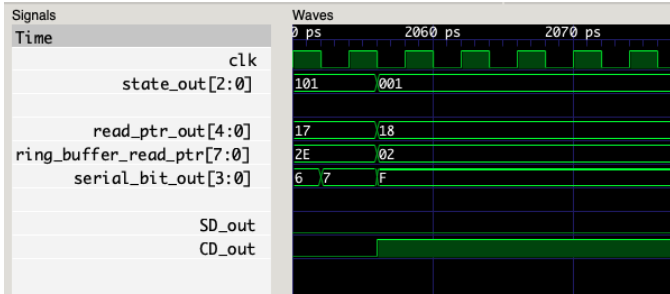 Signals Waves
Time 0 ps 2060 ps 2070 ps
clk
state_out[2:0] 101 001
read_ptr_out[4:0] 17 18
ring_buffer_read_ptr[7:0] 2E 02
serial_bit_out[3:0] 6 7 F
SD_out
CD_out